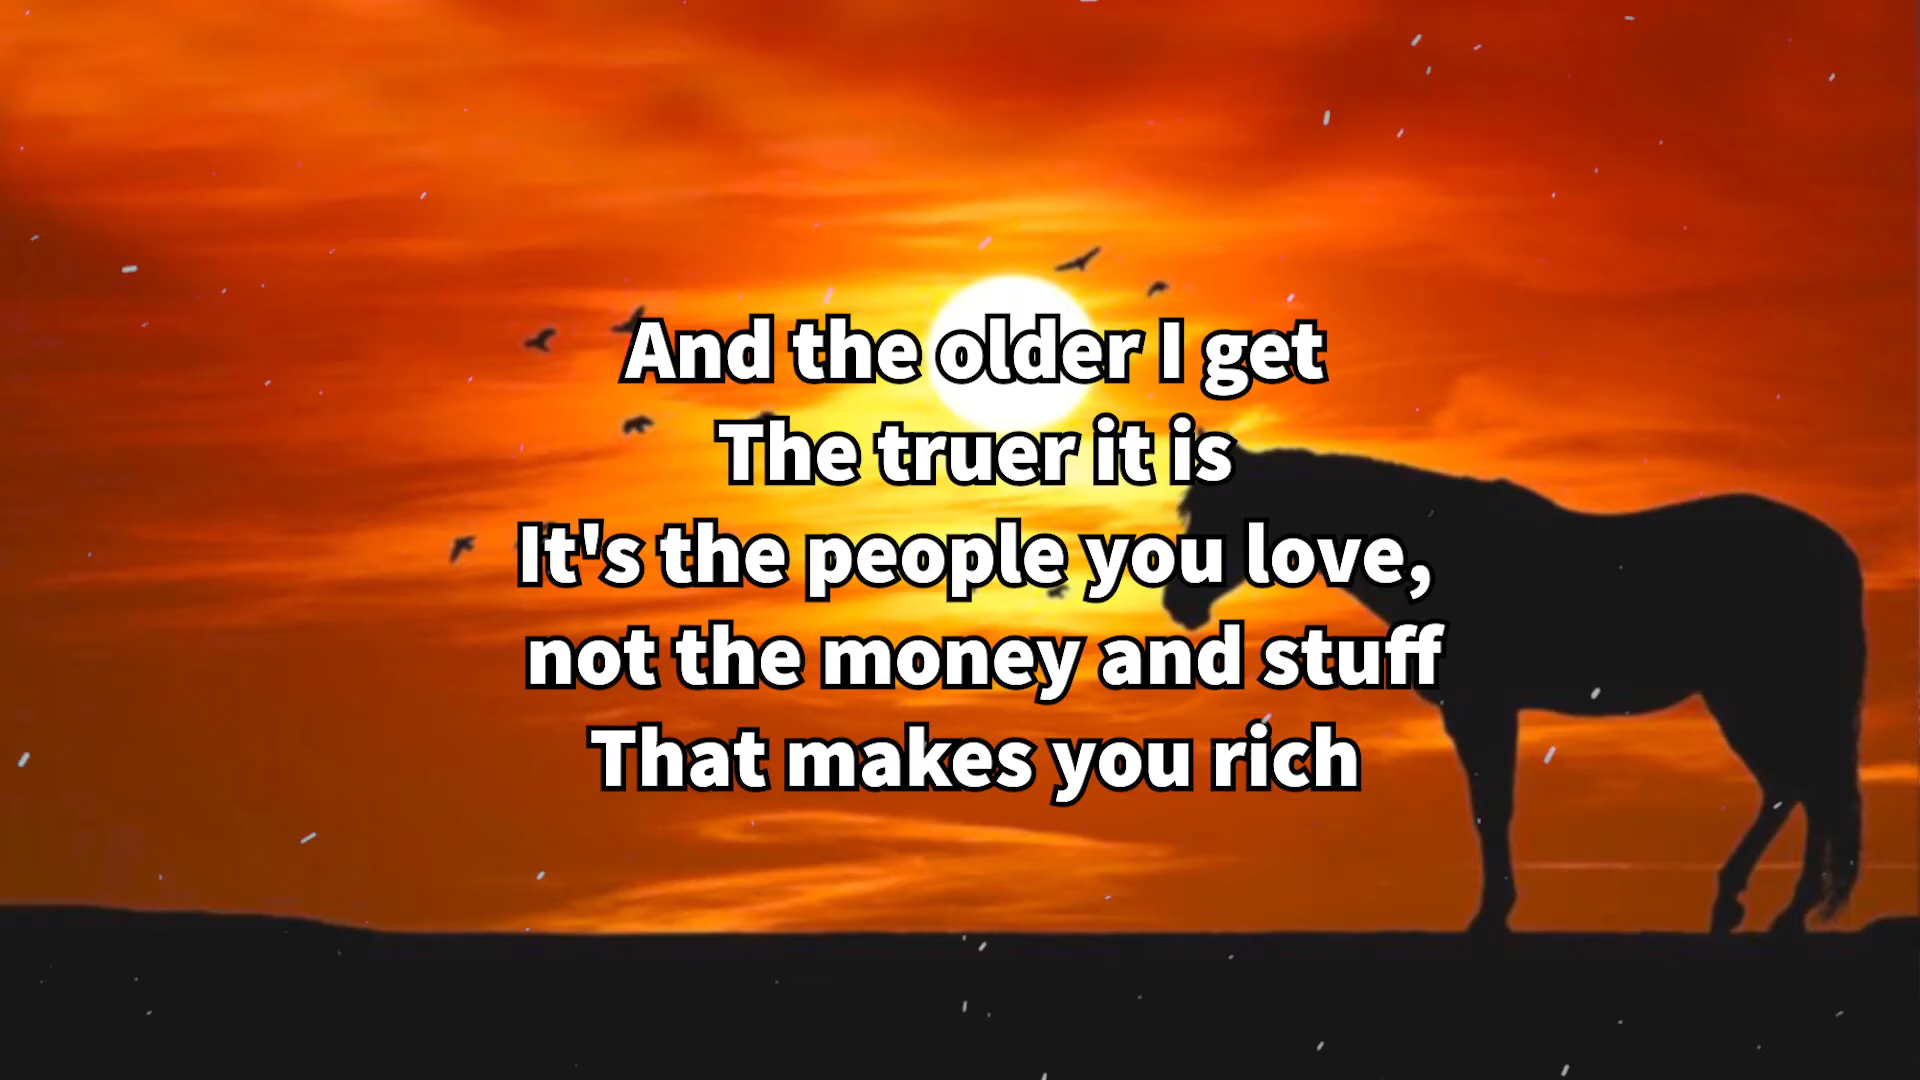 And the older I get
The truer it is
It's the people you love,
not the money and stuff
That makes you rich